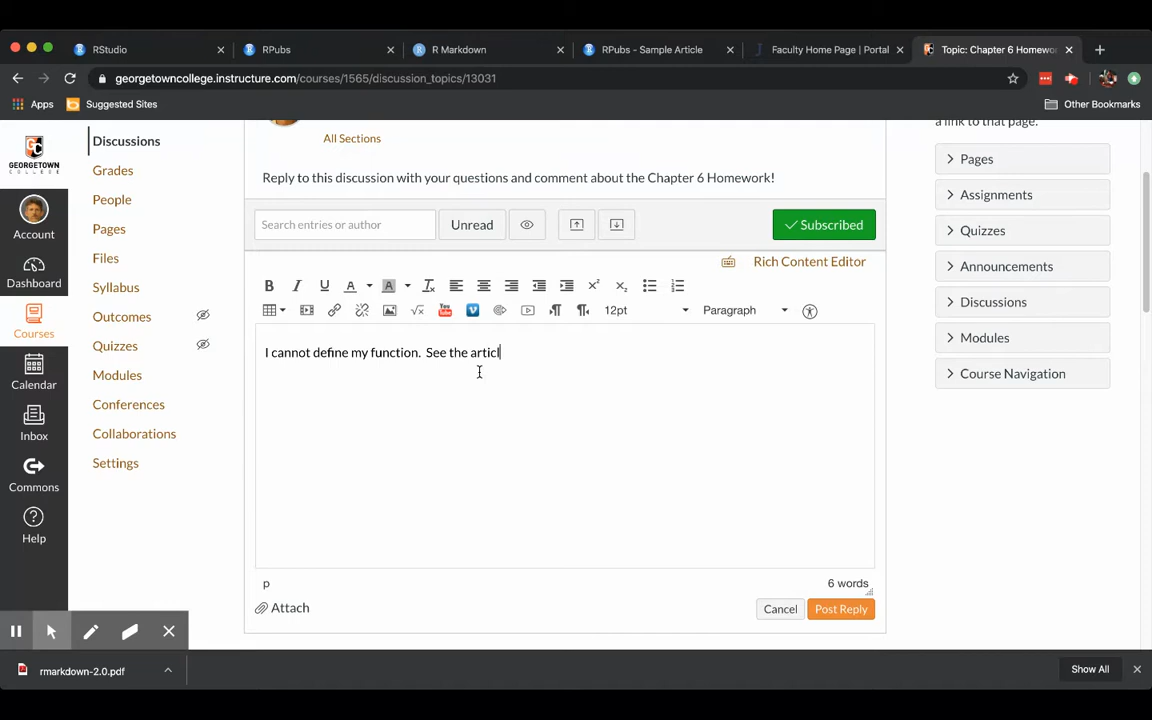 RStudio
RPubs
R Markdown
RPubs - Sample Article
Faculty Home Page | Portal
Topic: Chapter 6 Homewo
georgetowncollege.instructure.com/courses/1565/discussion_topics/13031
Apps
Suggested Sites
Other Bookmarks
GEORGETOWN
COLLEGE
Account
Dashboard
Courses
Calendar
Inbox
Commons
Help
Discussions
Grades
People
Pages
Files
Syllabus
Outcomes
Quizzes
Modules
Conferences
Collaborations
Settings
All Sections
Reply to this discussion with your questions and comment about the Chapter 6 Homework!
Search entries or author
Unread
Subscribed
Rich Content Editor
B I U A A
12pt
Paragraph
I cannot define my function. See the articl
p
6 words
Attach
Cancel
Post Reply
a link to that page.
Pages
Assignments
Quizzes
Announcements
Discussions
Modules
Course Navigation
rmarkdown-2.0.pdf
Show All